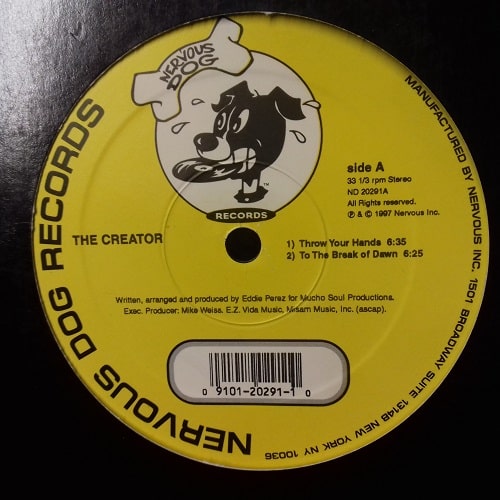 NERVOUS DOG
RECORDS
™
NERVOUS DOG RECORDS
MANUFACTURED BY NERVOUS INC. 1501 BROADWAY SUITE 1314B NEW YORK NY 10036
side A
33 1/3 rpm Stereo
NO 20291A
All Rights reserved.
℗ & © 1997 Nervous Inc.
THE CREATOR
1) Throw Your Hands 6:35
2) To The Break of Dawn 6:25
Written, arranged and produced by Eddie Perez for Mucho Soul Productions.
Exec. Producer: Mike Weiss. E.Z. Vida Music, Misam Music, Inc. (ascap).
0 9101-20291-1 0